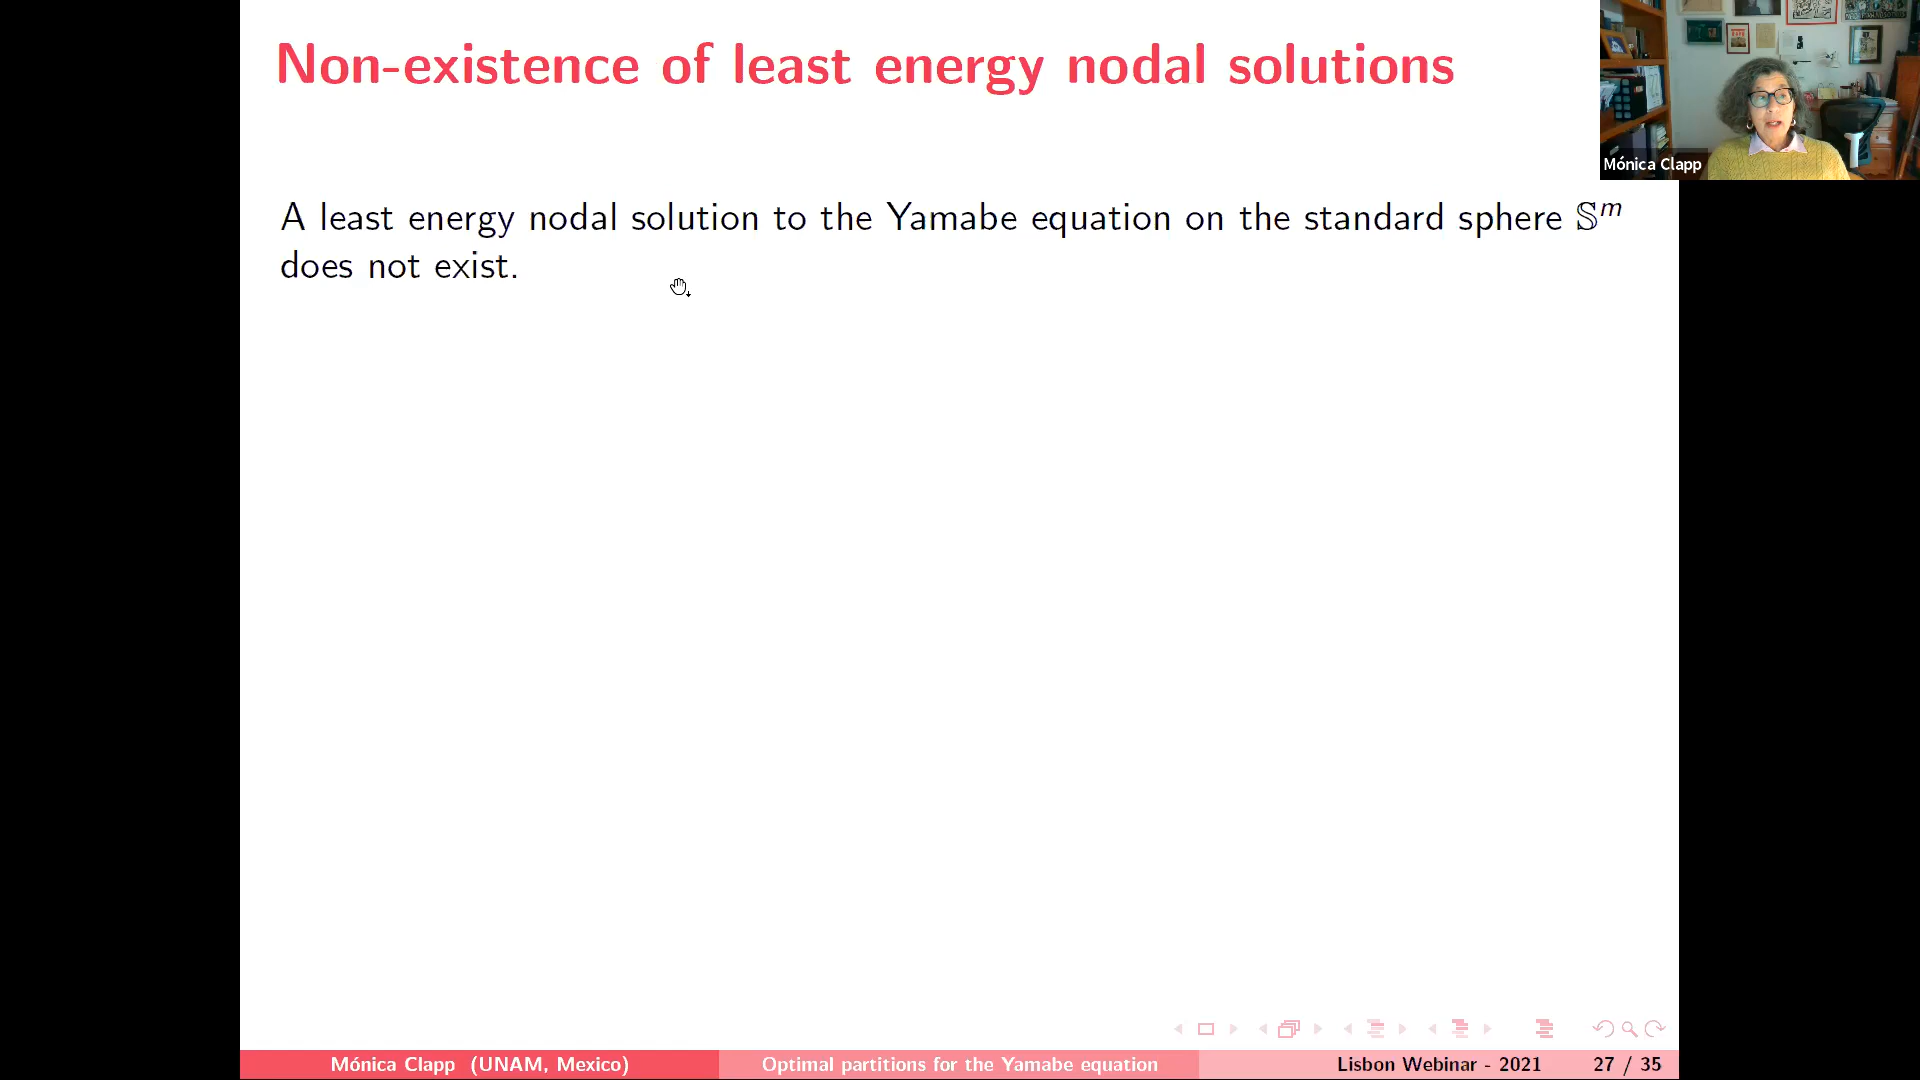 Non-existence of least energy nodal solutions
Mónica Clapp
A least energy nodal solution to the Yamabe equation on the standard sphere 𝕊ᵐ
does not exist.
Mónica Clapp (UNAM, Mexico)
Optimal partitions for the Yamabe equation
Lisbon Webinar - 2021
27 / 35